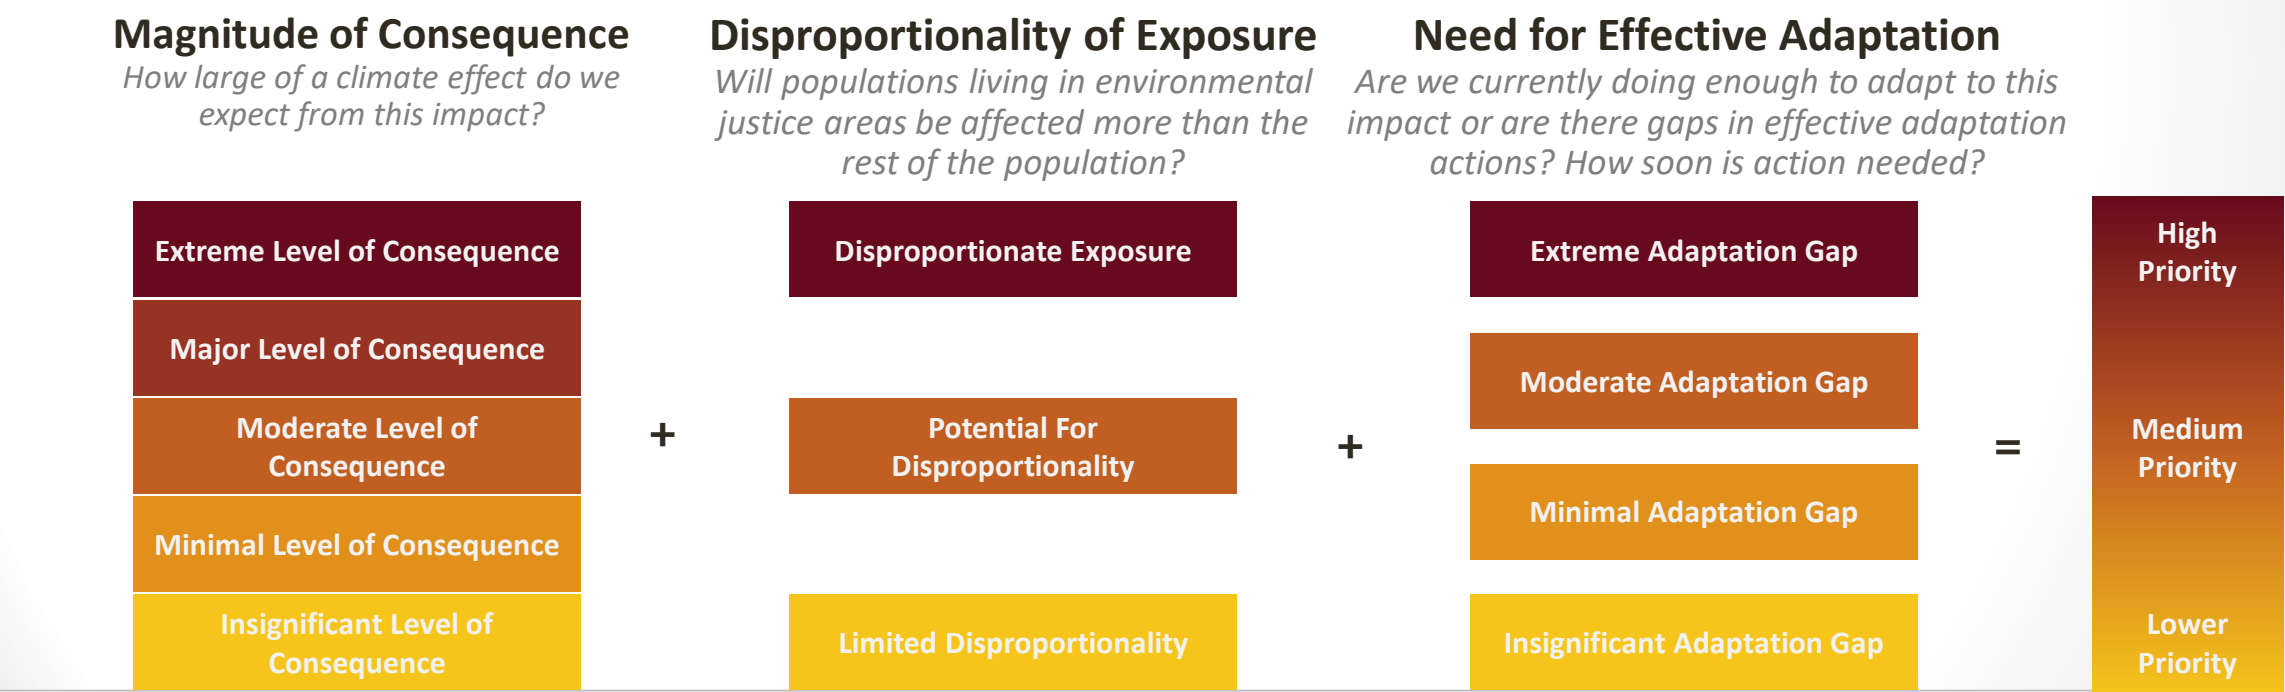 Magnitude of Consequence
How large of a climate effect do we
expect from this impact?
Extreme Level of Consequence
Major Level of Consequence
Moderate Level of
Consequence
Minimal Level of Consequence
Insignificant Level of
Consequence
+
Disproportionality of Exposure
Will populations living in environmental
justice areas be affected more than the
rest of the population?
Disproportionate Exposure
Potential For
Disproportionality
Limited Disproportionality
+
Need for Effective Adaptation
Are we currently doing enough to adapt to this
impact or are there gaps in effective adaptation
actions? How soon is action needed?
Extreme Adaptation Gap
Moderate Adaptation Gap
Minimal Adaptation Gap
Insignificant Adaptation Gap
=
High
Priority
Medium
Priority
Lower
Priority